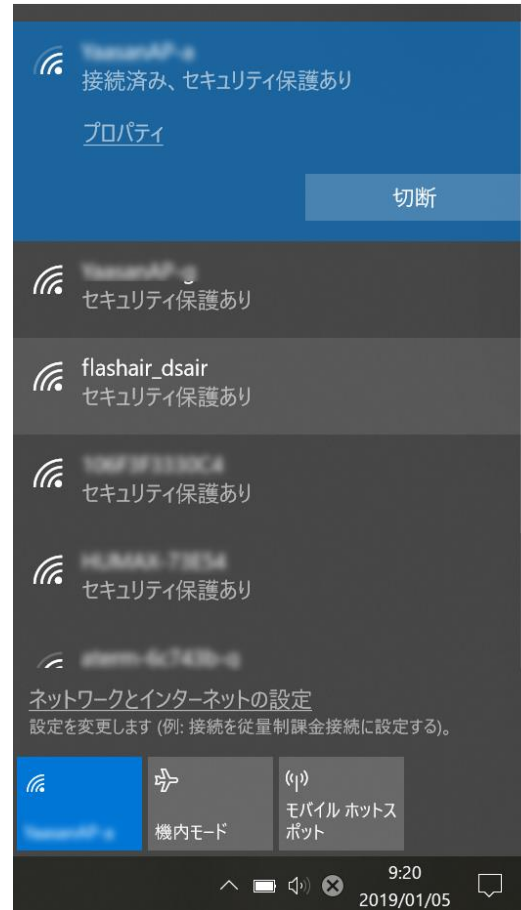 接続済み、セキュリティ保護あり
プロパティ
切断
セキュリティ保護あり
flashair_dsair
セキュリティ保護あり
セキュリティ保護あり
セキュリティ保護あり
ネットワークとインターネットの設定
設定を変更します (例: 接続を従量制課金接続に設定する)。
機内モード
モバイル ホットス
ポット
9:20
2019/01/05